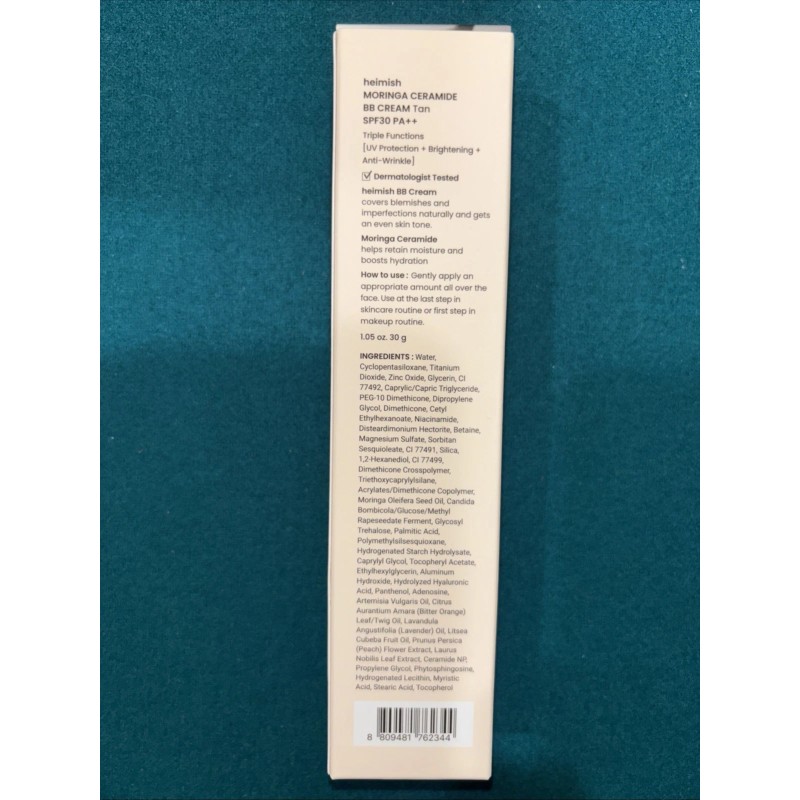 heimish
MORINGA CERAMIDE
BB CREAM Tan
SPF30 PA++
Triple Functions
[UV Protection + Brightening +
Anti-Wrinkle]
Dermatologist Tested
heimish BB Cream
covers blemishes and
imperfections naturally and gets
an even skin tone.
Moringa Ceramide
helps retain moisture and
boosts hydration
How to use : Gently apply an
appropriate amount all over the
face. Use at the last step in
skincare routine or first step in
makeup routine.
1.05 oz. 30 g
INGREDIENTS : Water,
Cyclopentasiloxane, Titanium
Dioxide, Zinc Oxide, Glycerin, CI
77492, Caprylic/Capric Triglyceride,
PEG-10 Dimethicone, Dipropylene
Glycol, Dimethicone, Cetyl
Ethylhexanoate, Niacinamide,
Disteardimonium Hectorite, Betaine,
Magnesium Sulfate, Sorbitan
Sesquioleate, CI 77491, Silica,
1,2-Hexanediol, CI 77499,
Dimethicone Crosspolymer,
Triethoxycaprylylsilane,
Acrylates/Dimethicone Copolymer,
Moringa Oleifera Seed Oil, Candida
Bombicola/Glucose/Methyl
Rapeseedate Ferment, Glycosyl
Trehalose, Palmitic Acid,
Polymethylsilsesquioxane,
Hydrogenated Starch Hydrolysate,
Caprylyl Glycol, Tocopheryl Acetate,
Ethylhexylglycerin, Aluminum
Hydroxide, Hydrolyzed Hyaluronic
Acid, Panthenol, Adenosine,
Artemisia Vulgaris Oil, Citrus
Aurantium Amara (Bitter Orange)
Leaf/Twig Oil, Lavandula
Angustifolia (Lavender) Oil, Litsea
Cubeba Fruit Oil, Prunus Persica
(Peach) Flower Extract, Laurus
Nobilis Leaf Extract, Ceramide NP,
Propylene Glycol, Phytosphingosine,
Hydrogenated Lecithin, Myristic
Acid, Stearic Acid, Tocopherol
8 809481 762344